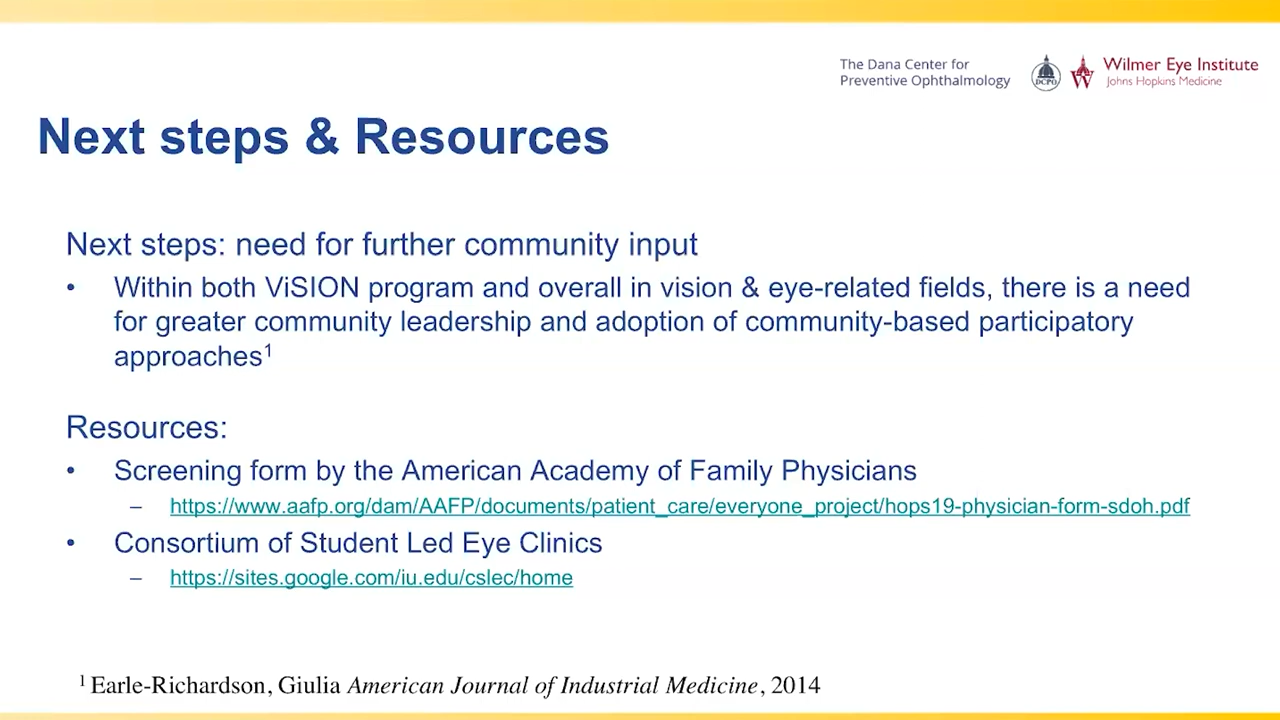 The Dana Center for
Preventive Ophthalmology
DCPO
W
Wilmer Eye Institute
Johns Hopkins Medicine
Next steps & Resources
Next steps: need for further community input
• Within both ViSION program and overall in vision & eye-related fields, there is a need
for greater community leadership and adoption of community-based participatory
approaches¹
Resources:
• Screening form by the American Academy of Family Physicians
– https://www.aafp.org/dam/AAFP/documents/patient_care/everyone_project/hops19-physician-form-sdoh.pdf
• Consortium of Student Led Eye Clinics
– https://sites.google.com/iu.edu/cslec/home
¹ Earle-Richardson, Giulia American Journal of Industrial Medicine, 2014